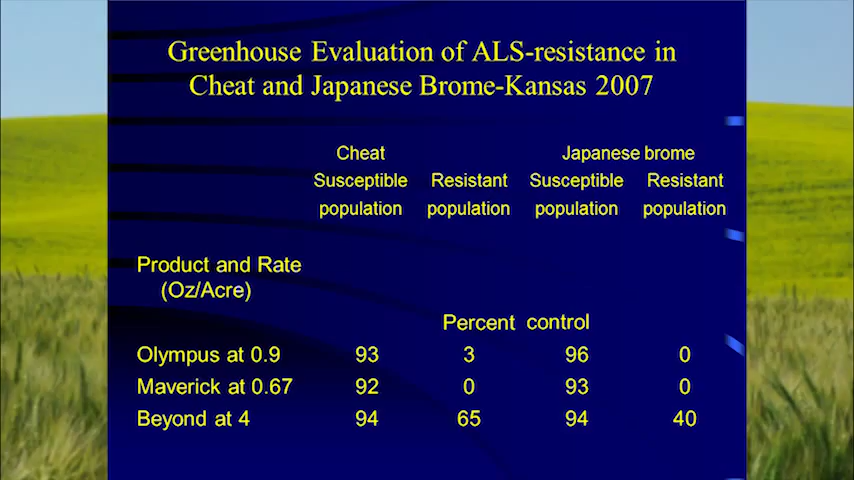 Greenhouse Evaluation of ALS-resistance in
Cheat and Japanese Brome-Kansas 2007
Cheat Japanese brome
Susceptible Resistant Susceptible Resistant
population population population population
Product and Rate
(Oz/Acre)
Percent control
Olympus at 0.9 93 3 96 0
Maverick at 0.67 92 0 93 0
Beyond at 4 94 65 94 40